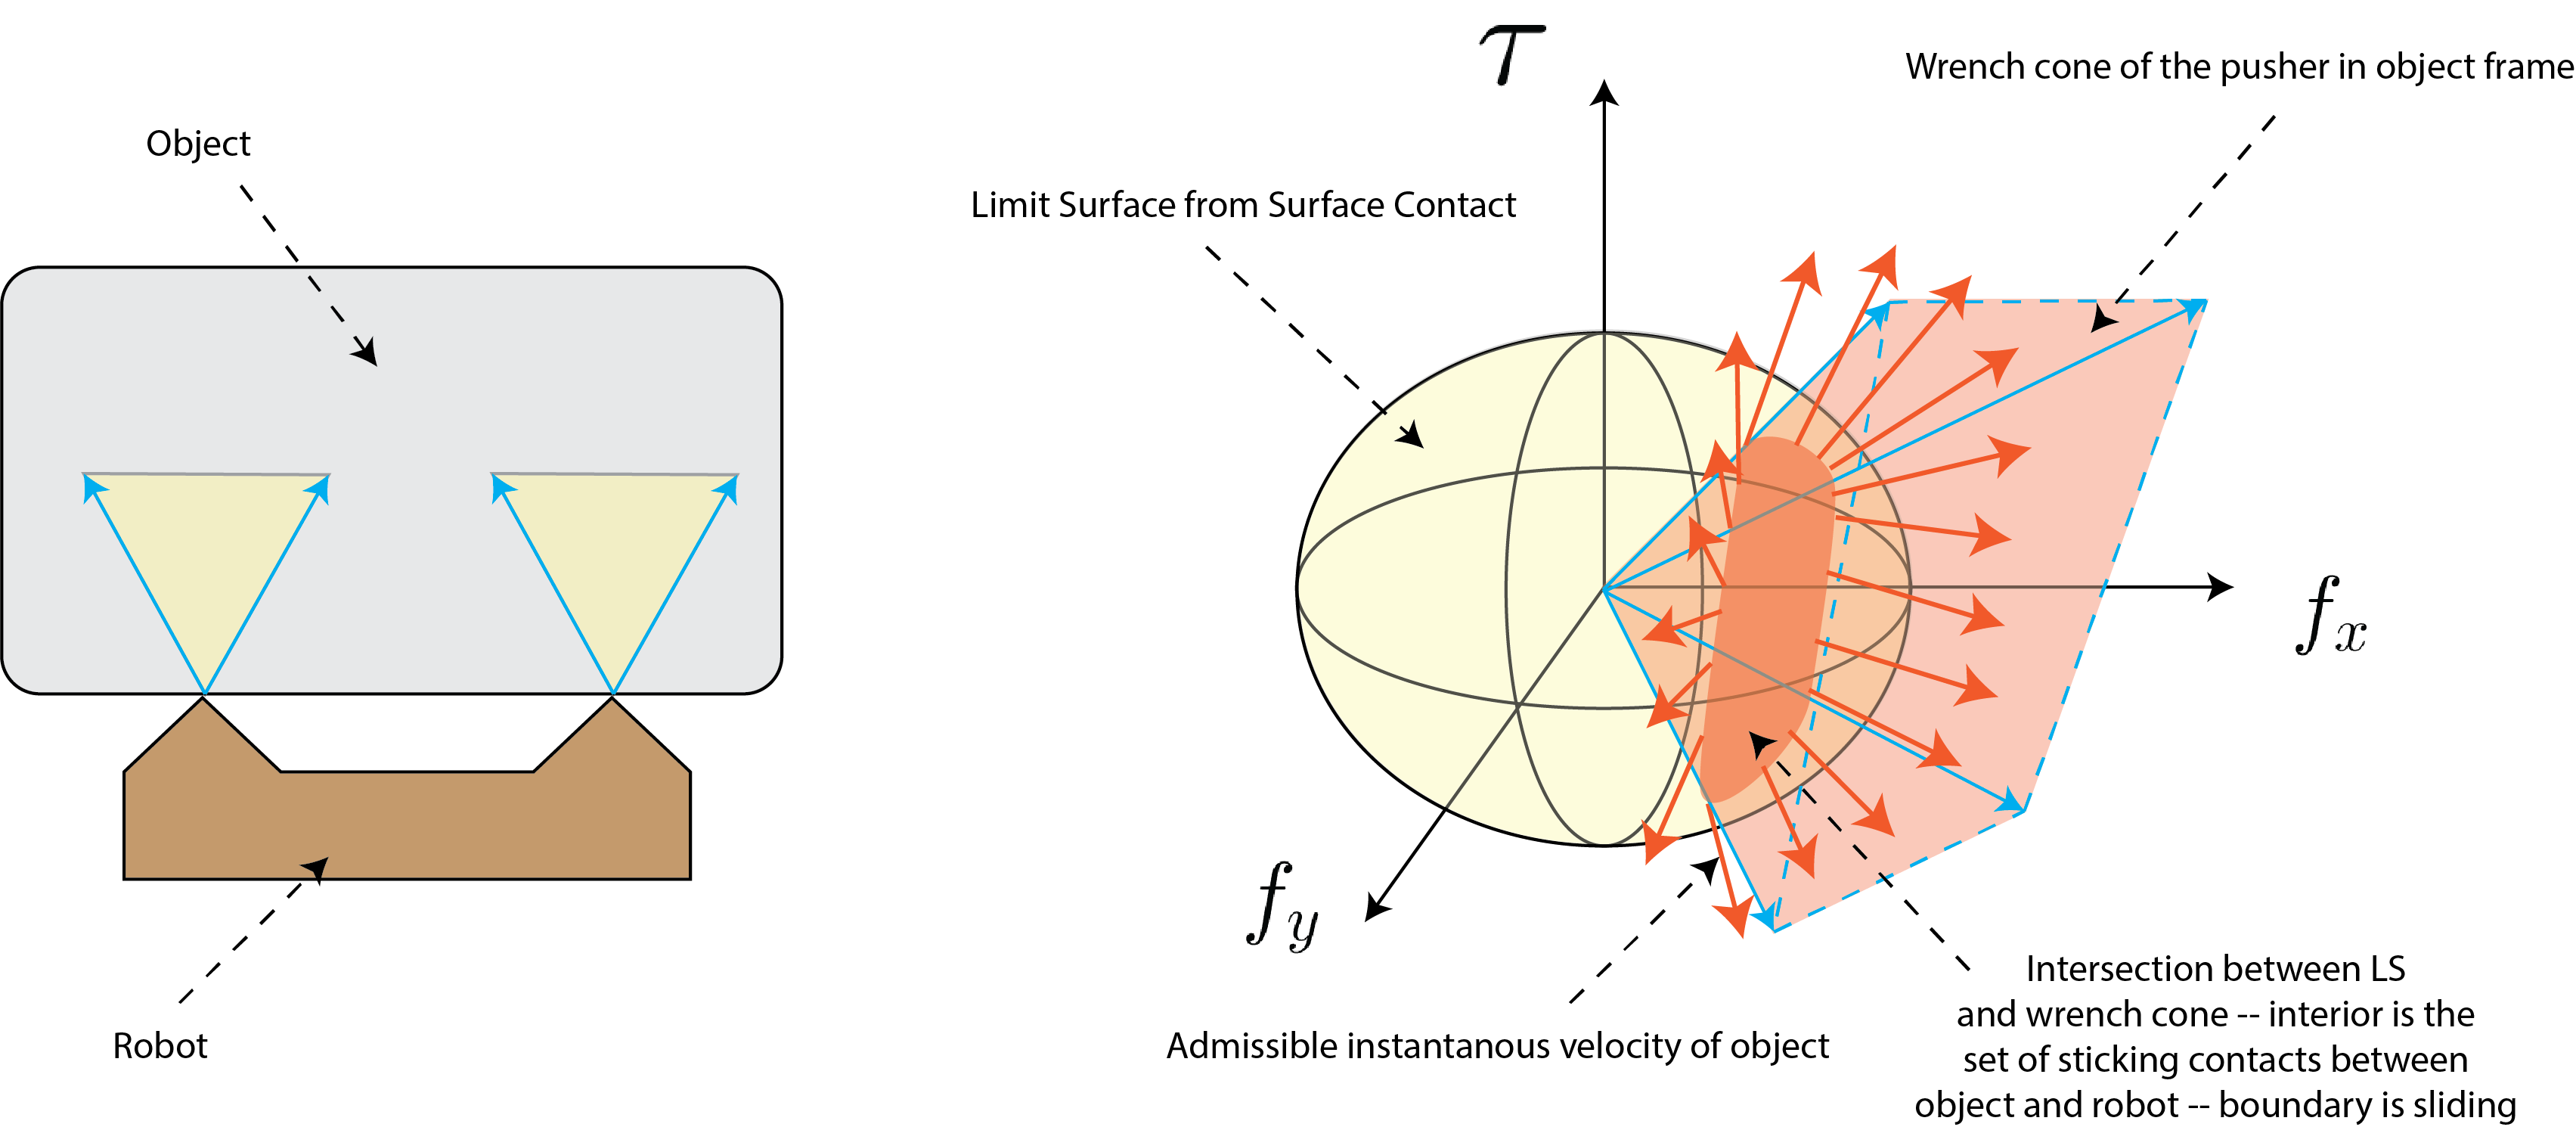 τ
Wrench cone of the pusher in object frame
Object
Limit Surface from Surface Contact
f_x
f_y
Intersection between LS
and wrench cone -- interior is the
set of sticking contacts between
object and robot -- boundary is sliding
Robot
Admissible instantanous velocity of object